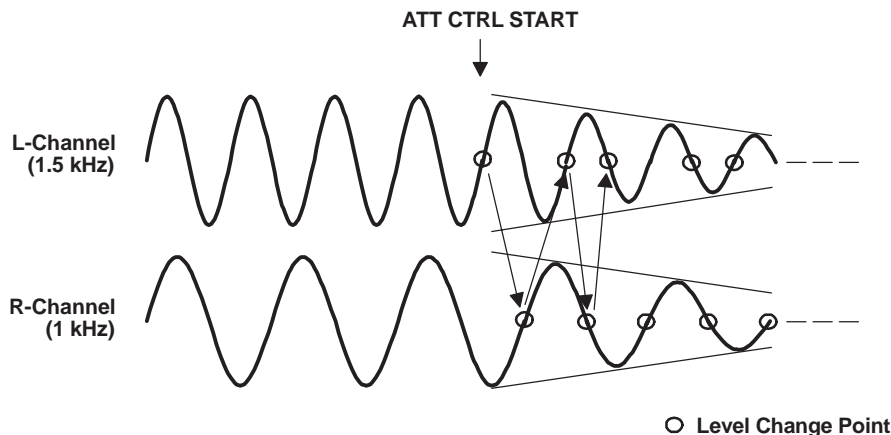 ATT CTRL START
L-Channel
(1.5 kHz)
R-Channel
(1 kHz)
Level Change Point